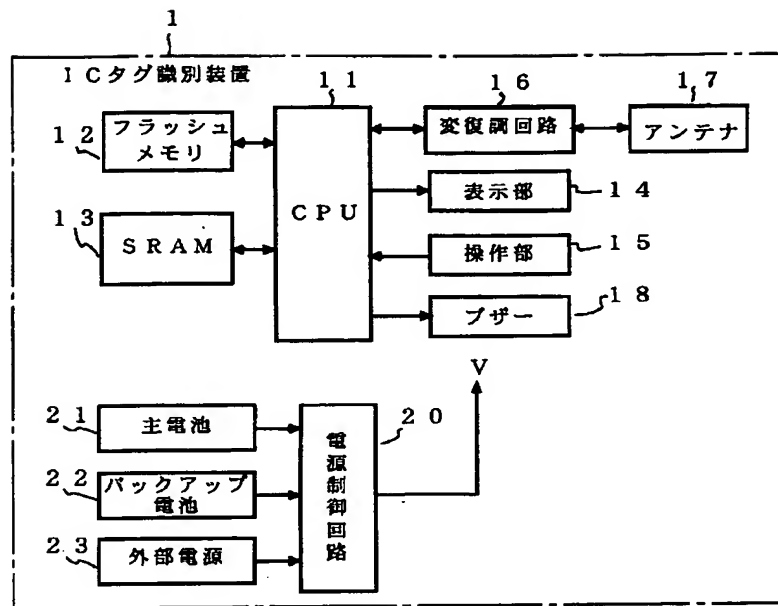 1
ICタグ識別装置
11
16
17
12
フラッシュ
メモリ
変復調回路
アンテナ
CPU
表示部
14
13
SRAM
操作部
15
ブザー
18
V
21
主電池
20
電源制御回路
22
バックアップ
電池
23
外部電源